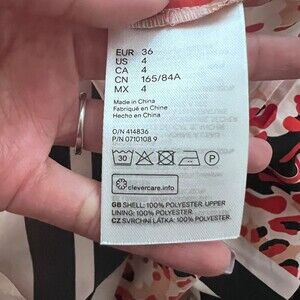 EUR 36
US 4
CA 4
CN 165/84A
MX 4
Made in China
Fabriqué en Chine
Hecho en China
O/N 414836
P/N 0710108 9
30
P
clevercare.info
GB SHELL: 100% POLYESTER. UPPER
LINING: 100% POLYESTER.
CZ SVRCHNÍ LÁTKA: 100% POLYESTER.